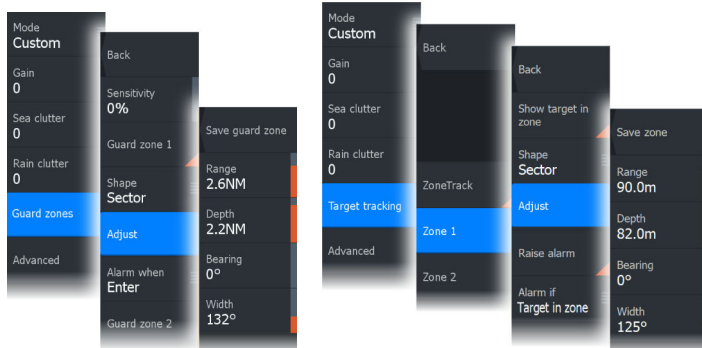 Mode
Custom
Gain
0
Sea clutter
0
Rain clutter
0
Guard zones
Advanced
Back
Sensitivity
0%
Guard zone 1
Shape
Sector
Adjust
Alarm when
Enter
Guard zone 2
Save guard zone
Range
2.6NM
Depth
2.2NM
Bearing
0°
Width
132°
Mode
Custom
Gain
0
Sea clutter
0
Rain clutter
0
Target tracking
Advanced
Back
ZoneTrack
Zone 1
Zone 2
Back
Show target in
zone
Shape
Sector
Adjust
Raise alarm
Alarm if
Target in zone
Save zone
Range
90.0m
Depth
82.0m
Bearing
0°
Width
125°